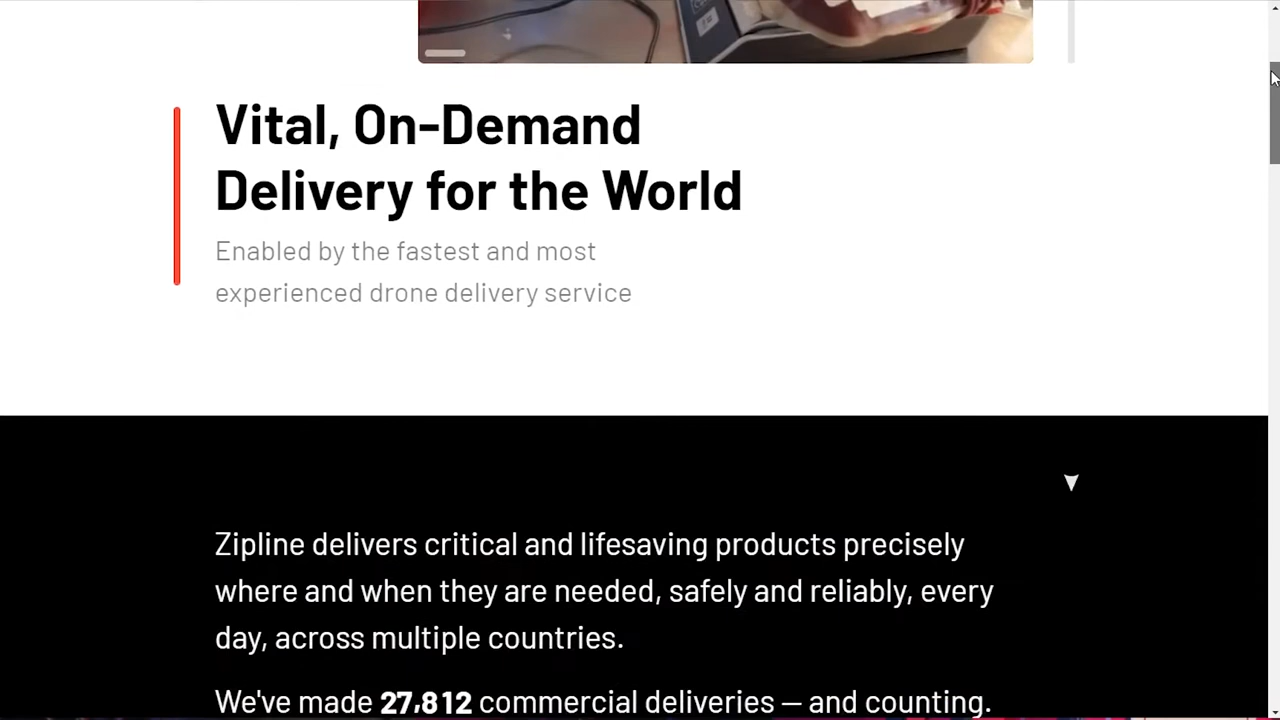 Vital, On-Demand
Delivery for the World
Enabled by the fastest and most
experienced drone delivery service
Zipline delivers critical and lifesaving products precisely
where and when they are needed, safely and reliably, every
day, across multiple countries.
We've made 27,812 commercial deliveries — and counting.